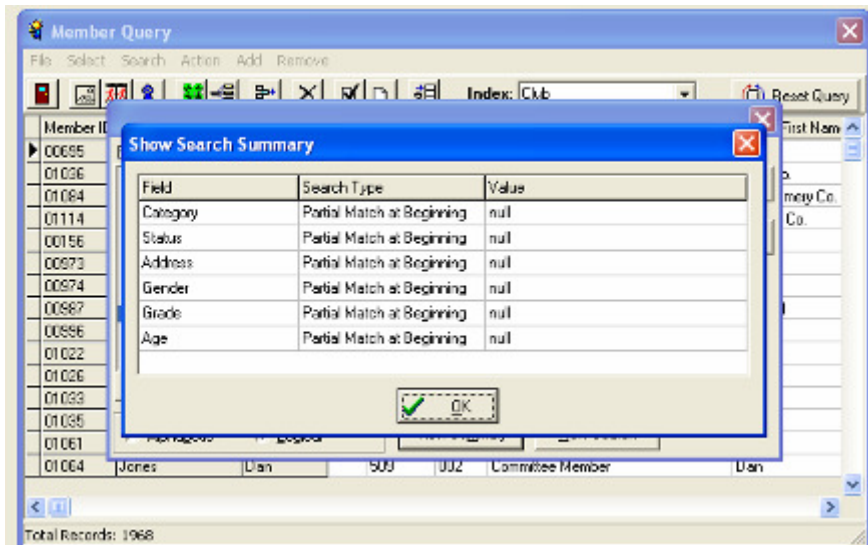 Member Query
File Select Search Action Add Remove
Index: Club Reset Query
Member ID First Nam
00695
Show Search Summary
01036
01084
01114 Co.
00156
00973
00974
00987
00996
01022
01026
01033
01035
01061
Field Search Type Value
Category Partial Match at Beginning null
Status Partial Match at Beginning null
Address Partial Match at Beginning null
Gender Partial Match at Beginning null
Grade Partial Match at Beginning null
Age Partial Match at Beginning null
OK
01064 Jones Dan 509 002 Committee Member Dan
Total Records: 1968